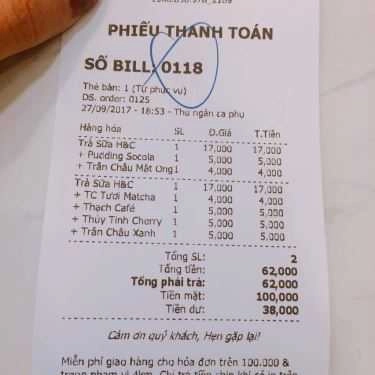 PHIẾU THANH TOÁN
SỐ BILL: 0118
Thẻ bàn: 1 (Tự phục vụ)
DS. order: 0125
27/09/2017 - 18:53 - Thu ngân ca phụ
Hàng hóa SL Đ.Giá T.Tiền
Trà Sữa H&C 1 17,000 17,000
+ Pudding Socola 1 5,000 5,000
+ Trân Châu Mật Ong 1 4,000 4,000
Trà Sữa H&C 1 17,000 17,000
+ TC Tươi Matcha 1 4,000 4,000
+ Thạch Café 1 5,000 5,000
+ Thủy Tinh Cherry 1 5,000 5,000
+ Trân Châu Xanh 1 5,000 5,000
Tổng SL: 2
Tổng tiền: 62,000
Tổng phải trả: 62,000
Tiền mặt: 100,000
Tiền dư: 38,000
Cảm ơn quý khách, Hẹn gặp lại!
Miễn phí giao hàng cho hóa đơn trên 100.000 &
trong phạm vi 4km.